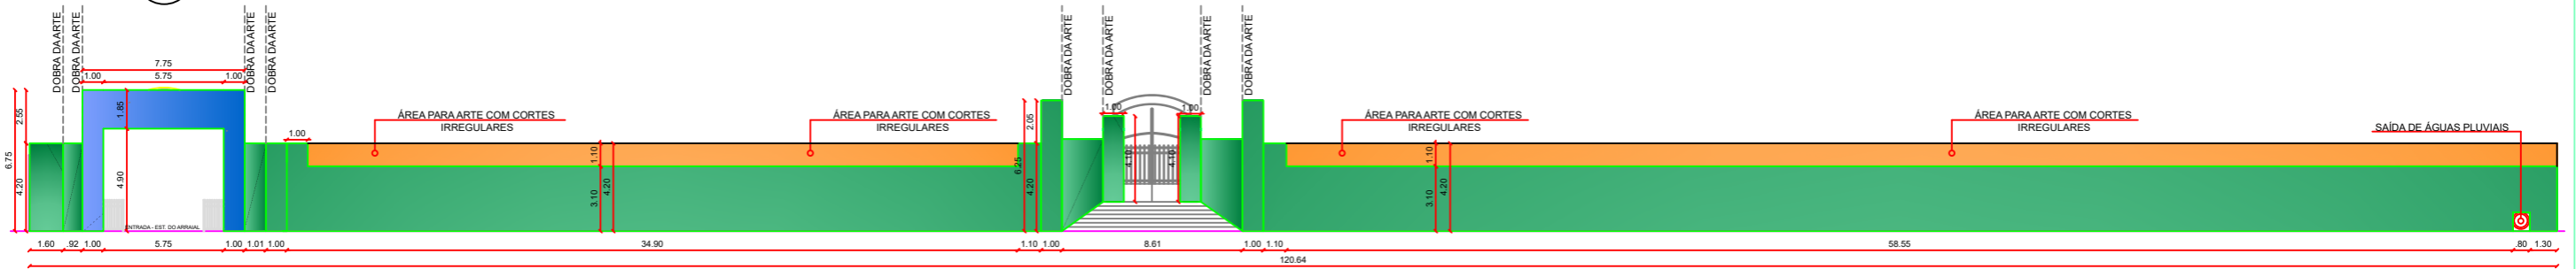 DOBRA DA ARTE
DOBRA DA ARTE
DOBRA DA ARTE
DOBRA DA ARTE
DOBRA DA ARTE
DOBRA DA ARTE
DOBRA DA ARTE
DOBRA DA ARTE
7.75
1.00 5.75 1.00
1.85
2.55
6.75
4.20
4.90
ENTRADA - EST. DO ARRAIAL
1.00
ÁREA PARA ARTE COM CORTES
IRREGULARES
1.10
3.10
4.20
ÁREA PARA ARTE COM CORTES
IRREGULARES
2.05
6.25
4.20
1.00 1.00
4.10 4.10
ÁREA PARA ARTE COM CORTES
IRREGULARES
1.10
3.10
4.20
ÁREA PARA ARTE COM CORTES
IRREGULARES
SAÍDA DE ÁGUAS PLUVIAIS
1.60 .92 1.00 5.75 1.00 1.01 1.00 34.90 1.10 1.00 8.61 1.00 1.10 58.55 .80 1.30
120.64